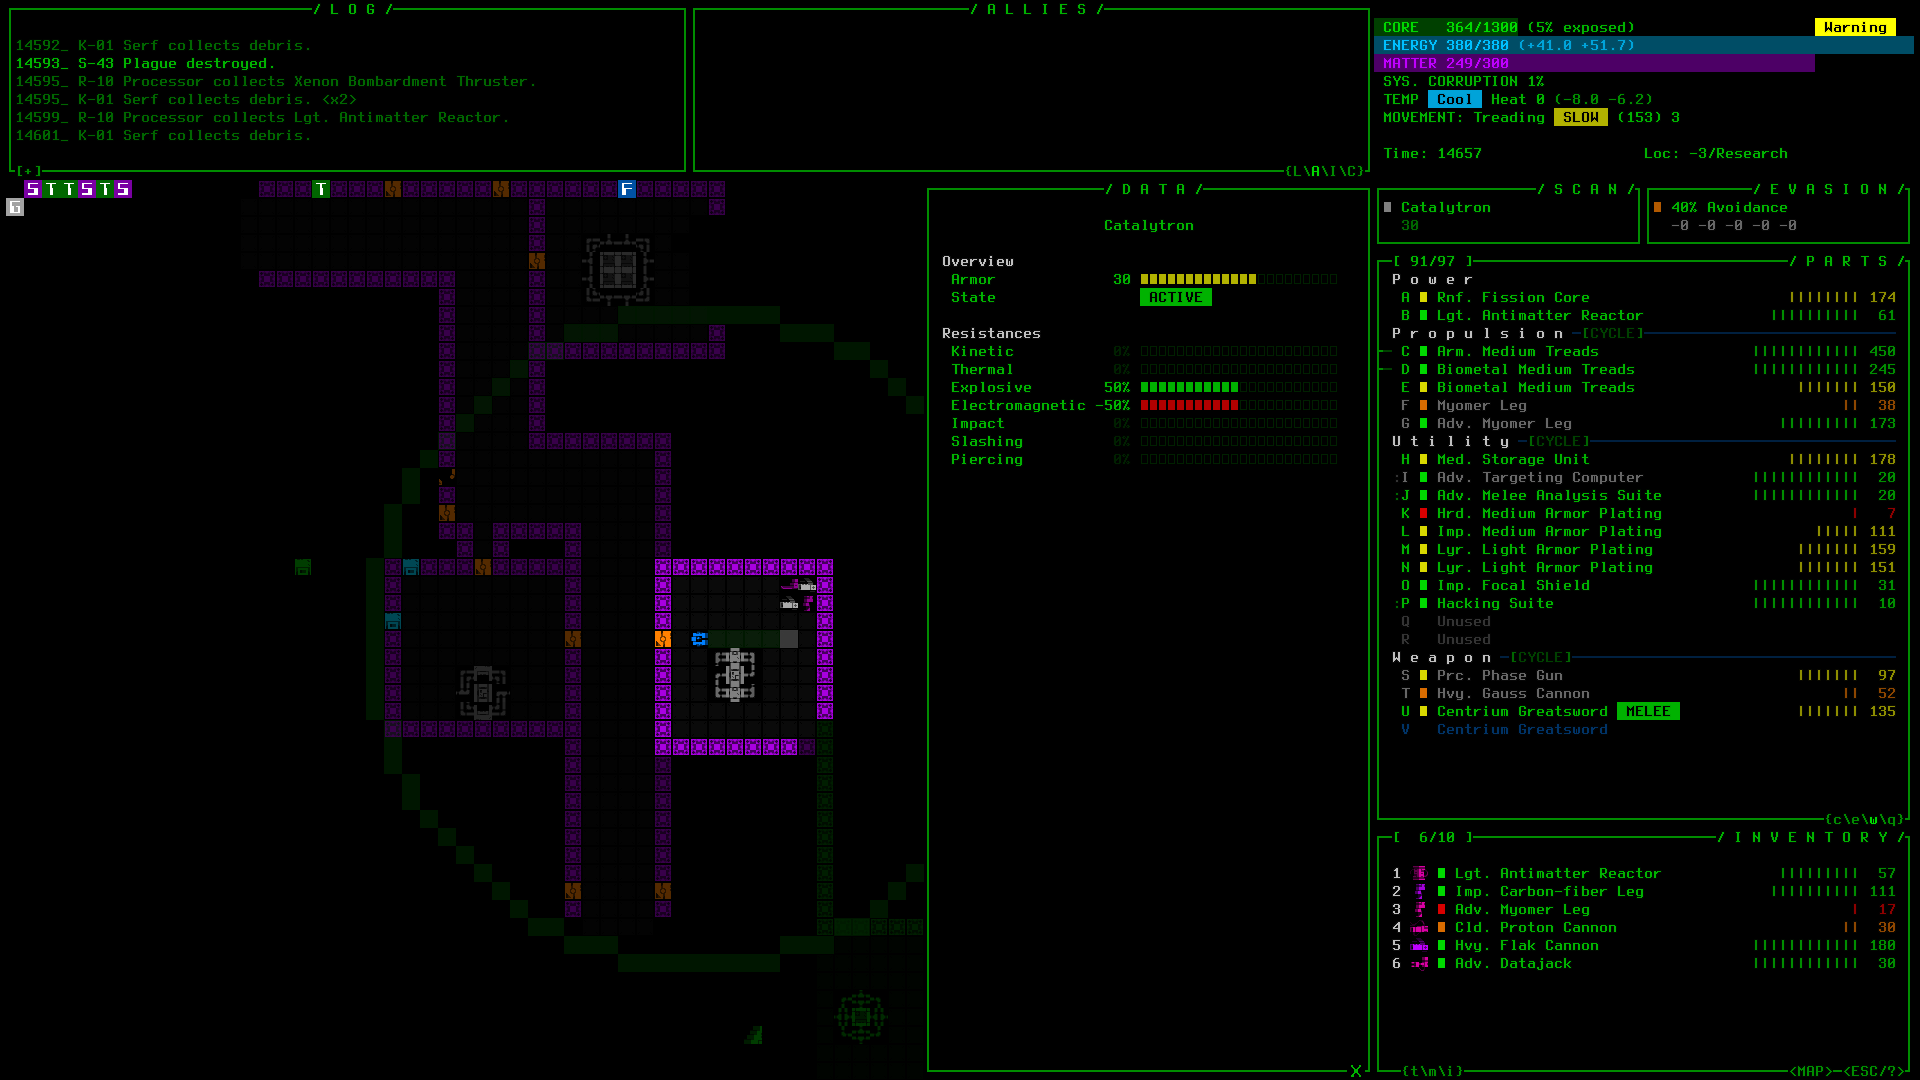 / L O G /
14592_ K-01 Serf collects debris.
14593_ S-43 Plague destroyed.
14595_ R-10 Processor collects Xenon Bombardment Thruster.
14595_ K-01 Serf collects debris. <x2>
14599_ R-10 Processor collects Lgt. Antimatter Reactor.
14601_ K-01 Serf collects debris.
[+]
/ A L L I E S /
{L\A\I\C}
CORE 364/1300 (5% exposed) Warning
ENERGY 380/380 (+41.0 +51.7)
MATTER 249/300
SYS. CORRUPTION 1%
TEMP Cool Heat 0 (-8.0 -6.2)
MOVEMENT: Treading SLOW (153) 3
Time: 14657 Loc: -3/Research
S T T S T S
G
T
F
/ D A T A /
Catalytron
Overview
Armor 30
State ACTIVE
Resistances
Kinetic 0%
Thermal 0%
Explosive 50%
Electromagnetic -50%
Impact 0%
Slashing 0%
Piercing 0%
X
/ S C A N /
Catalytron
30
/ E V A S I O N /
40% Avoidance
-0 -0 -0 -0 -0
[ 91/97 ] / P A R T S /
P o w e r
A Rnf. Fission Core 174
B Lgt. Antimatter Reactor 61
P r o p u l s i o n [CYCLE]
C Arm. Medium Treads 450
D Biometal Medium Treads 245
E Biometal Medium Treads 150
F Myomer Leg 38
G Adv. Myomer Leg 173
U t i l i t y [CYCLE]
H Med. Storage Unit 178
:I Adv. Targeting Computer 20
:J Adv. Melee Analysis Suite 20
K Hrd. Medium Armor Plating 7
L Imp. Medium Armor Plating 111
M Lyr. Light Armor Plating 159
N Lyr. Light Armor Plating 151
O Imp. Focal Shield 31
:P Hacking Suite 10
Q Unused
R Unused
W e a p o n [CYCLE]
S Prc. Phase Gun 97
T Hvy. Gauss Cannon 52
U Centrium Greatsword MELEE 135
V Centrium Greatsword
{c\e\w\q}
[ 6/10 ] / I N V E N T O R Y /
1 Lgt. Antimatter Reactor 57
2 Imp. Carbon-fiber Leg 111
3 Adv. Myomer Leg 17
4 Cld. Proton Cannon 30
5 Hvy. Flak Cannon 180
6 Adv. Datajack 30
{t\m\i} <MAP> <ESC/?>